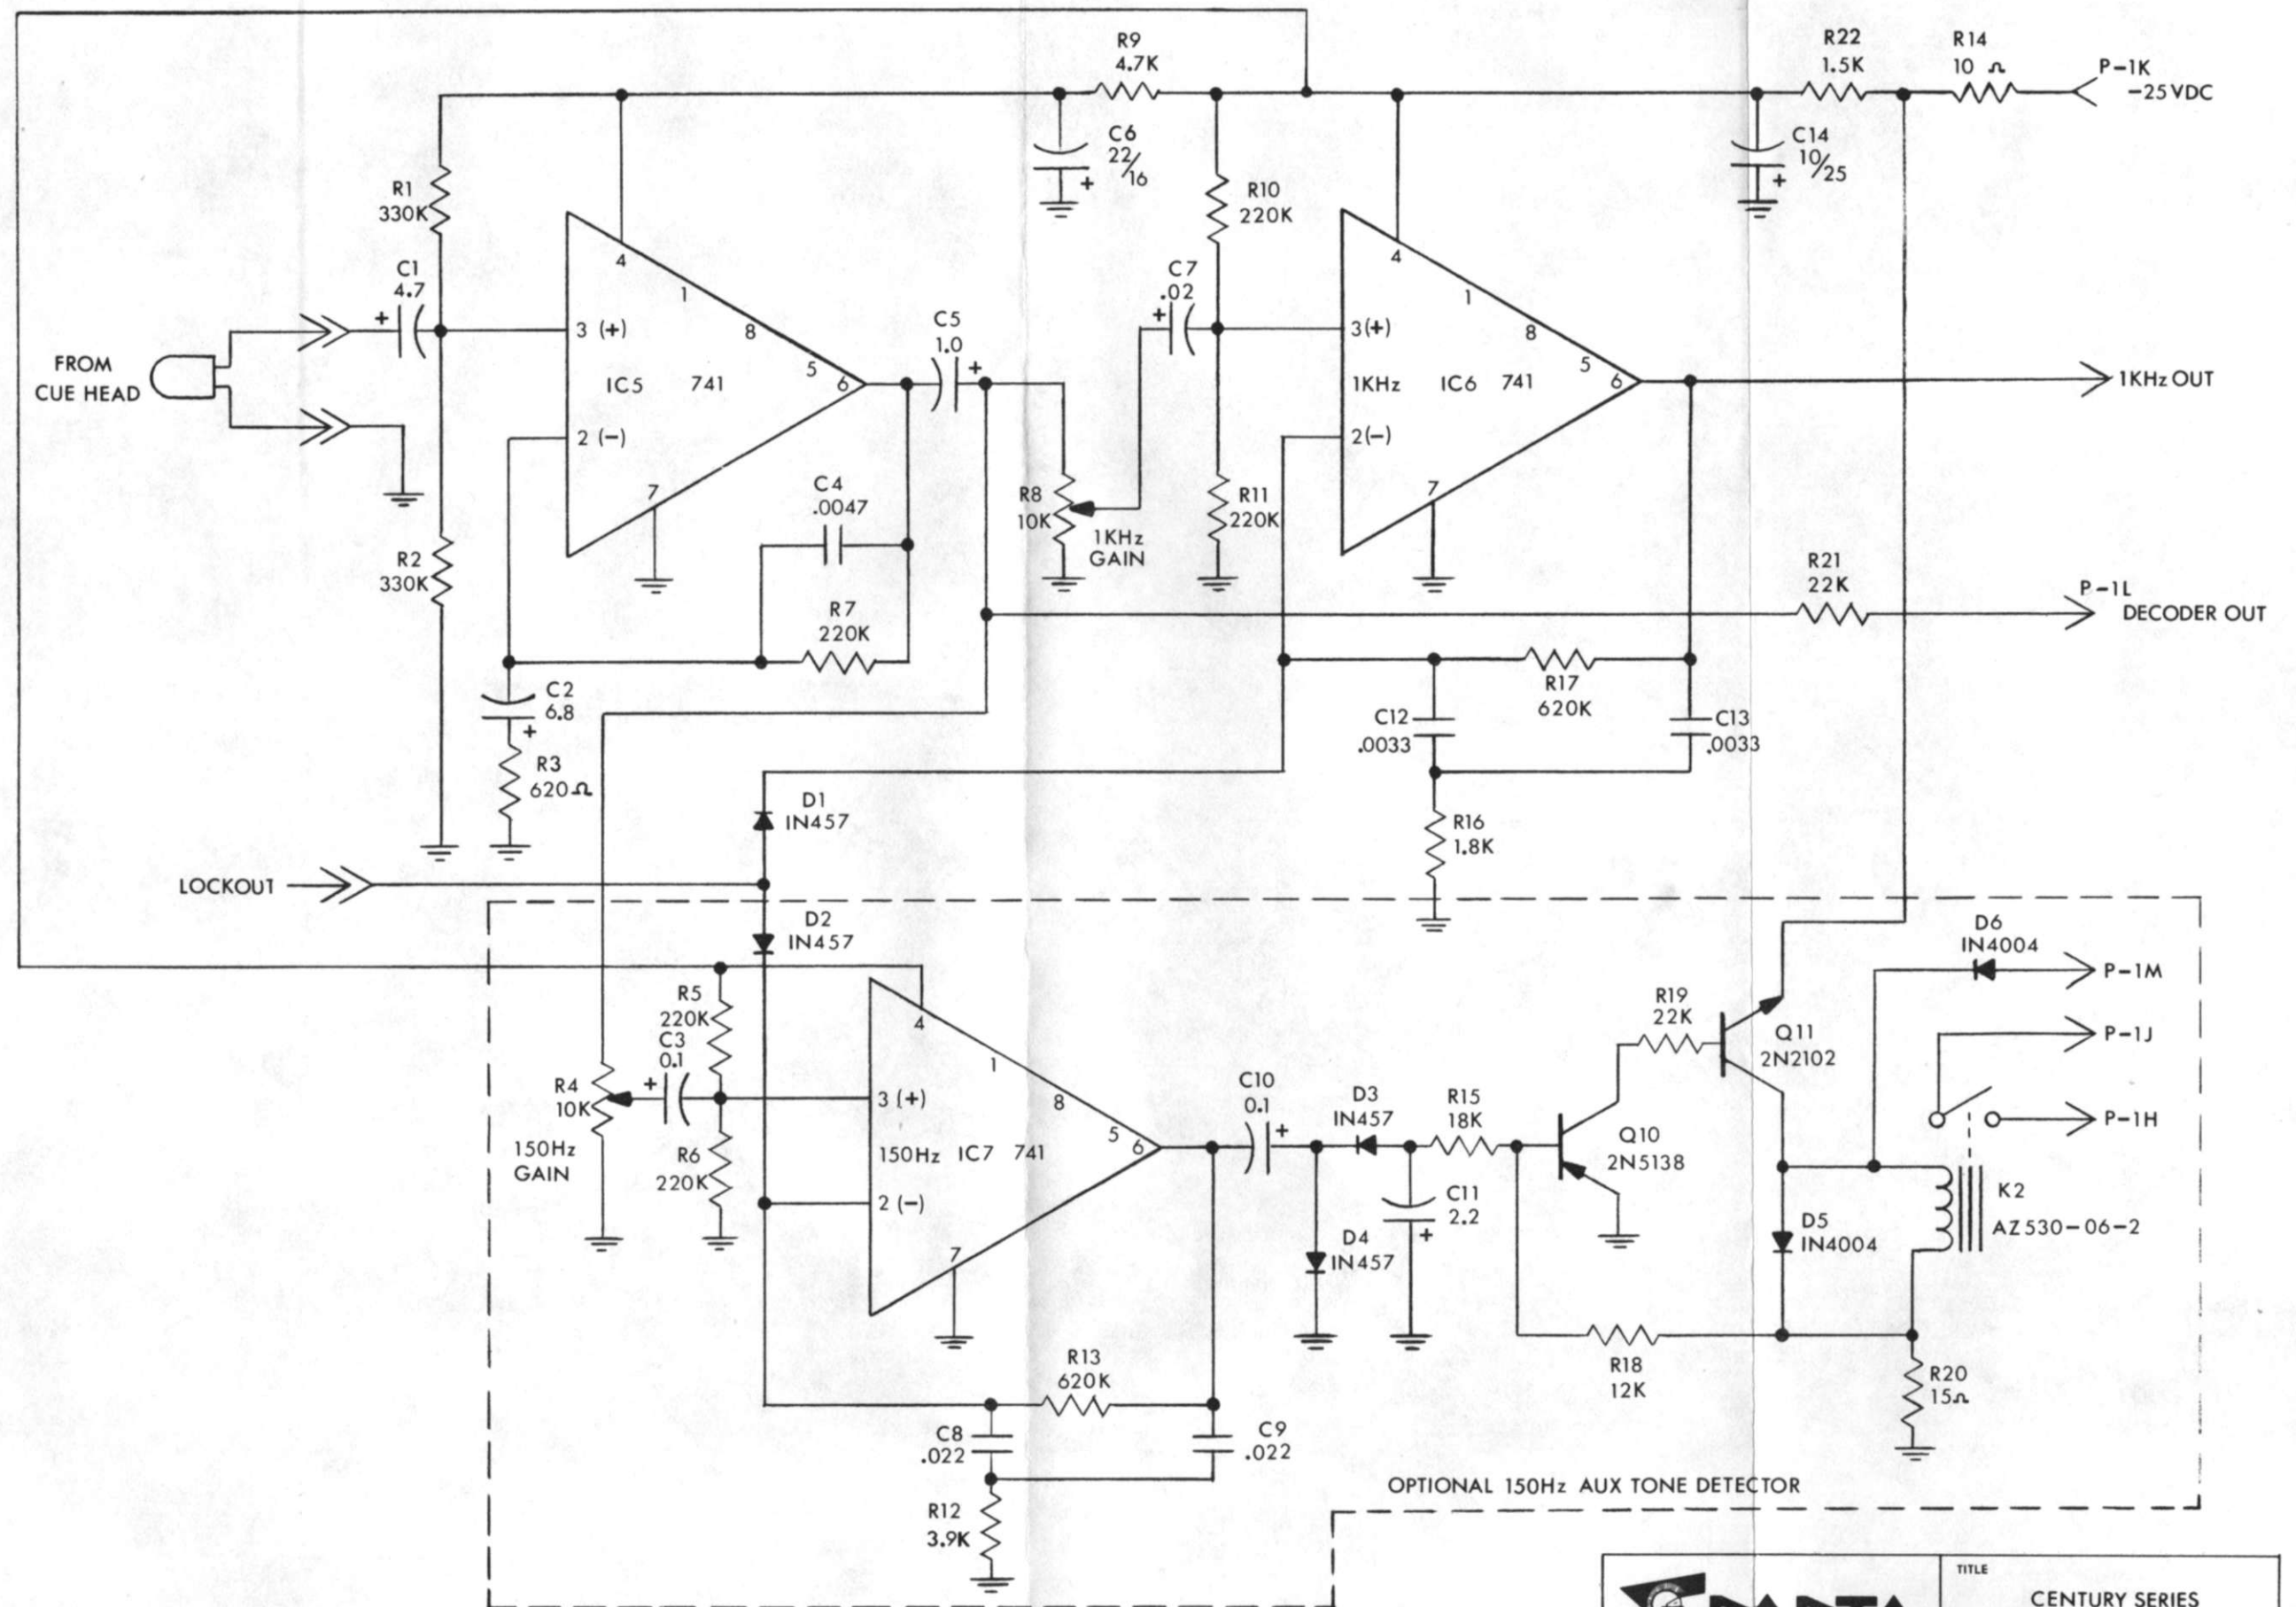 R9
4.7K
R22
1.5K
R14
10 Ω
P-1K
-25VDC
C6
22/16
+
C14
10/25
+
R1
330K
R10
220K
4
4
C1
4.7
+
C7
.02
+
1
1
3 (+)
8
C5
1.0
+
3(+)
8
FROM
CUE HEAD
IC5 741
5
6
1KHz IC6 741
5
6
1KHz OUT
2 (-)
2(-)
7
C4
.0047
R8
10K
1KHz
GAIN
R11
220K
7
R2
330K
R21
22K
P-1L
DECODER OUT
R7
220K
C2
6.8
+
R17
620K
C12
.0033
C13
.0033
R3
620Ω
D1
IN457
R16
1.8K
LOCKOUT
D2
IN457
D6
IN4004
P-1M
R5
220K
4
R19
22K
Q11
2N2102
P-1J
C3
0.1
+
1
R4
10K
3 (+)
8
C10
0.1
+
D3
IN457
R15
18K
P-1H
150Hz
GAIN
R6
220K
150Hz IC7 741
5
6
Q10
2N5138
2 (-)
C11
2.2
+
K2
AZ530-06-2
7
D4
IN457
D5
IN4004
R13
620K
R18
12K
R20
15Ω
C8
.022
C9
.022
OPTIONAL 150Hz AUX TONE DETECTOR
R12
3.9K
TITLE
CENTURY SERIES